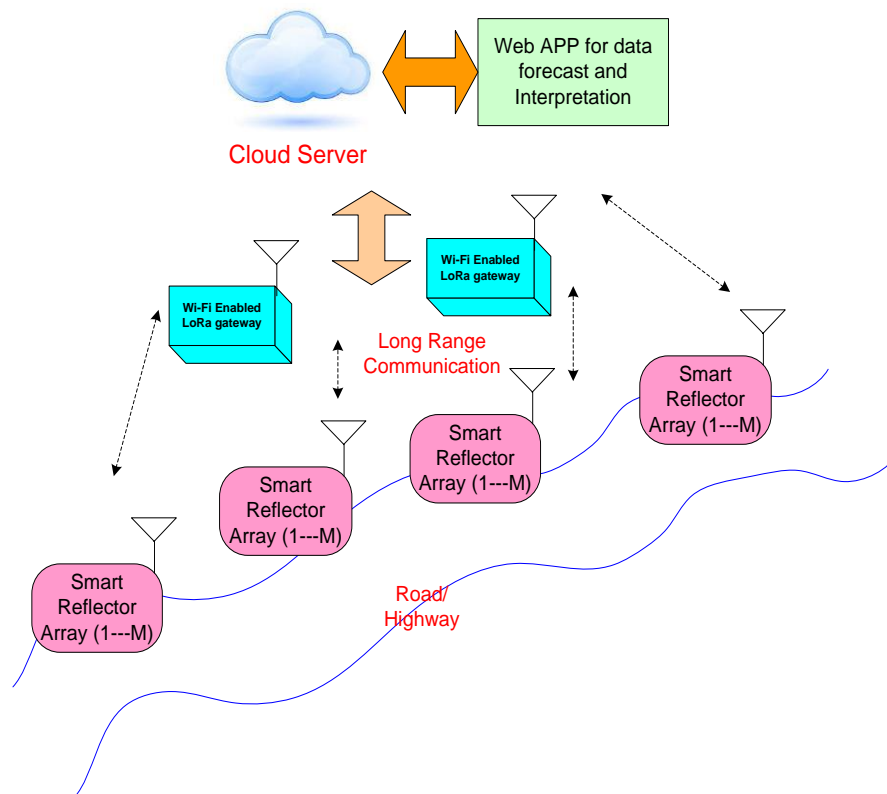 Web APP for data
forecast and
Interpretation
Cloud Server
Wi-Fi Enabled
LoRa gateway
Wi-Fi Enabled
LoRa gateway
Long Range
Communication
Smart
Reflector
Array (1---M)
Smart
Reflector
Array (1---M)
Smart
Reflector
Array (1---M)
Smart
Reflector
Array (1---M)
Road/
Highway